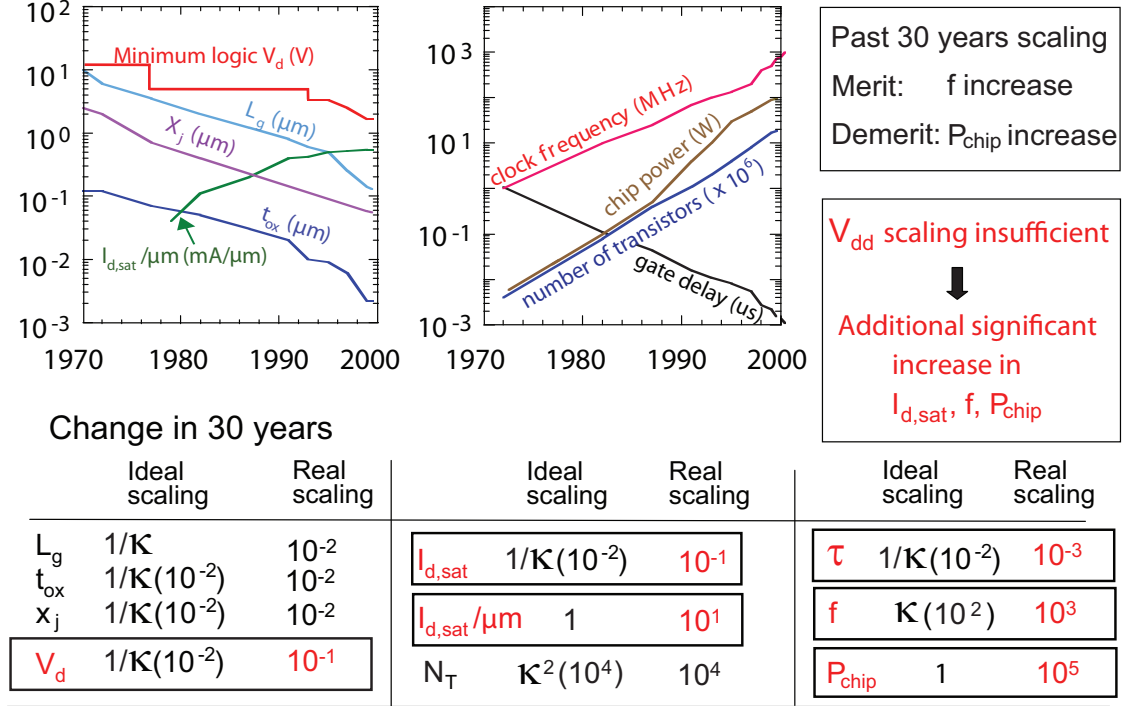 10²
10¹
10⁰
10⁻¹
10⁻²
10⁻³
1970 1980 1990 2000
Minimum logic V_d (V)
L_g (µm)
X_j (µm)
t_ox (µm)
I_d,sat /µm (mA/µm)
10³
10¹
10⁻¹
10⁻³
1970 1980 1990 2000
clock frequency (MHz)
chip power (W)
number of transistors ( x 10⁶)
gate delay (us)
Past 30 years scaling
Merit: f increase
Demerit: P_chip increase
V_dd scaling insufficient
Additional significant
increase in
I_d,sat, f, P_chip
Change in 30 years
Ideal scaling Real scaling
L_g 1/κ 10⁻²
t_ox 1/κ(10⁻²) 10⁻²
x_j 1/κ(10⁻²) 10⁻²
V_d 1/κ(10⁻²) 10⁻¹
Ideal scaling Real scaling
I_d,sat 1/κ(10⁻²) 10⁻¹
I_d,sat/µm 1 10¹
N_T κ²(10⁴) 10⁴
Ideal scaling Real scaling
τ 1/κ(10⁻²) 10⁻³
f κ(10²) 10³
P_chip 1 10⁵